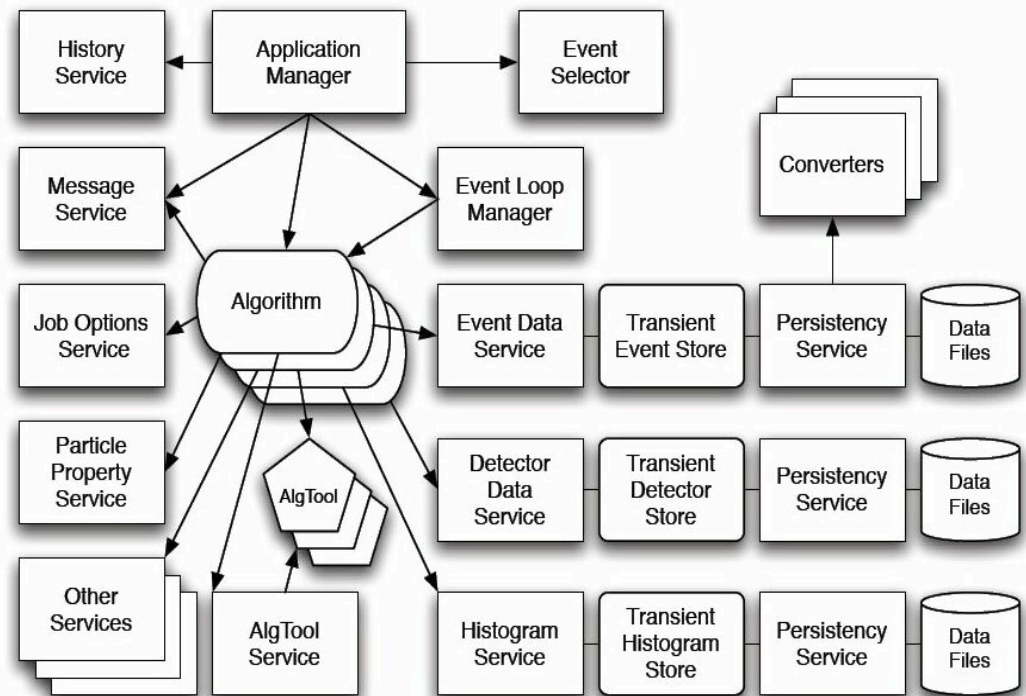 History
Service
Application
Manager
Event
Selector
Message
Service
Event Loop
Manager
Converters
Algorithm
Job Options
Service
Event Data
Service
Transient
Event Store
Persistency
Service
Data
Files
Particle
Property
Service
AlgTool
Detector
Data
Service
Transient
Detector
Store
Persistency
Service
Data
Files
Other
Services
AlgTool
Service
Histogram
Service
Transient
Histogram
Store
Persistency
Service
Data
Files